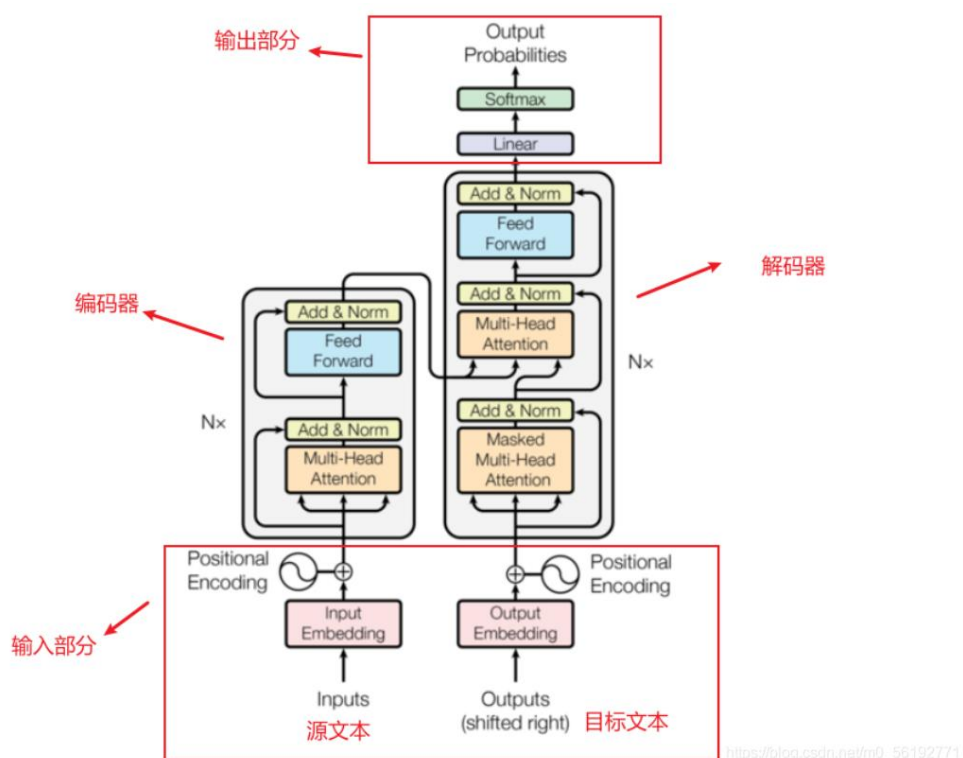 输出部分
Output
Probabilities
Softmax
Linear
Add & Norm
Feed
Forward
解码器
Add & Norm
Multi-Head
Attention
Nx
Add & Norm
Masked
Multi-Head
Attention
编码器
Add & Norm
Feed
Forward
Nx
Add & Norm
Multi-Head
Attention
Positional
Encoding
Positional
Encoding
Input
Embedding
Output
Embedding
输入部分
Inputs
源文本
Outputs
(shifted right)
目标文本
https://blog.csdn.net/m0_56192771